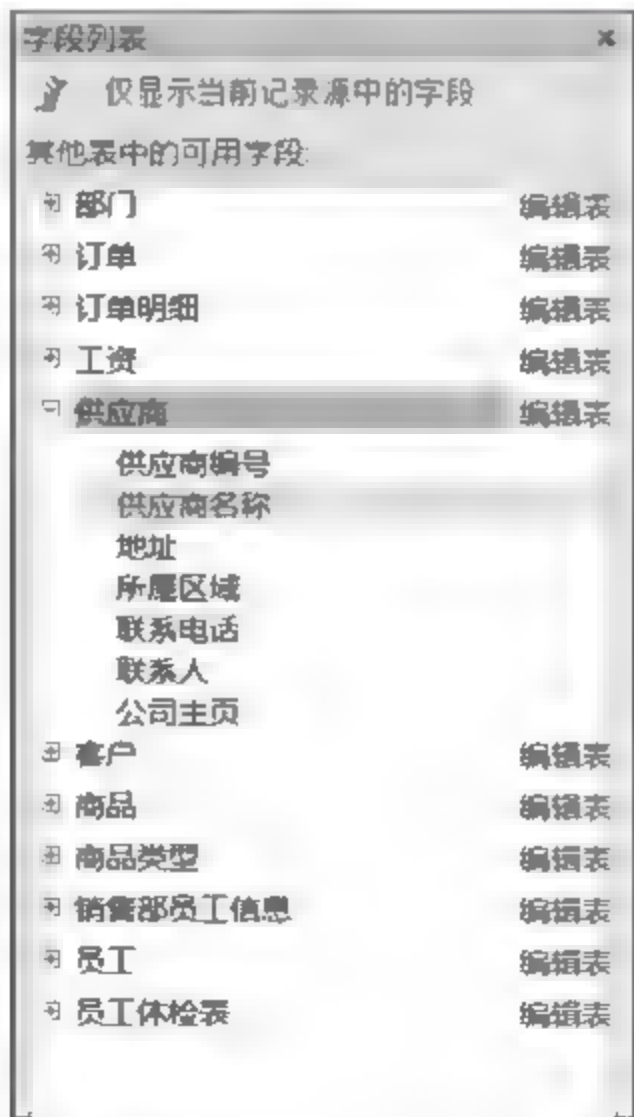 字段列表 ×
仅显示当前记录源中的字段
其他表中的可用字段:
部门 编辑表
订单 编辑表
订单明细 编辑表
工资 编辑表
供应商 编辑表
供应商编号
供应商名称
地址
所属区域
联系电话
联系人
公司主页
客户 编辑表
商品 编辑表
商品类型 编辑表
销售部员工信息 编辑表
员工 编辑表
员工体检表 编辑表